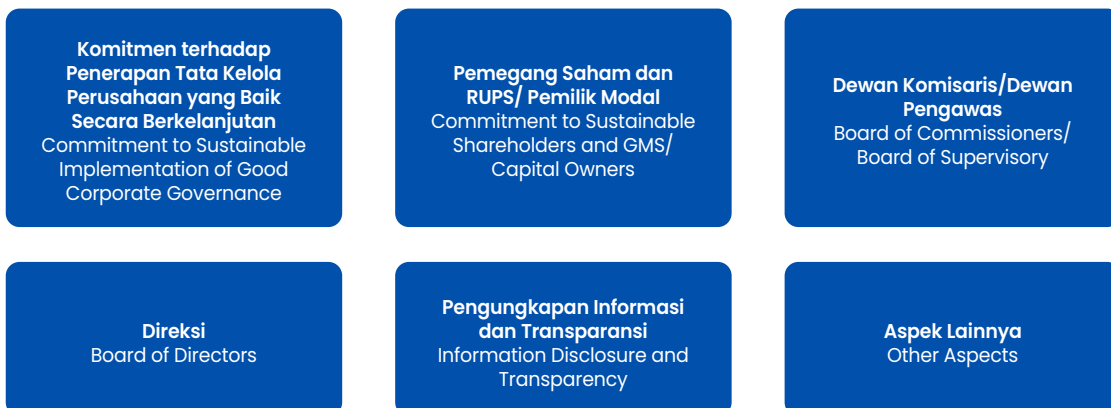 Komitmen terhadap
Penerapan Tata Kelola
Perusahaan yang Baik
Secara Berkelanjutan
Commitment to Sustainable
Implementation of Good
Corporate Governance
Pemegang Saham dan
RUPS/ Pemilik Modal
Commitment to Sustainable
Shareholders and GMS/
Capital Owners
Dewan Komisaris/Dewan
Pengawas
Board of Commissioners/
Board of Supervisory
Direksi
Board of Directors
Pengungkapan Informasi
dan Transparansi
Information Disclosure and
Transparency
Aspek Lainnya
Other Aspects